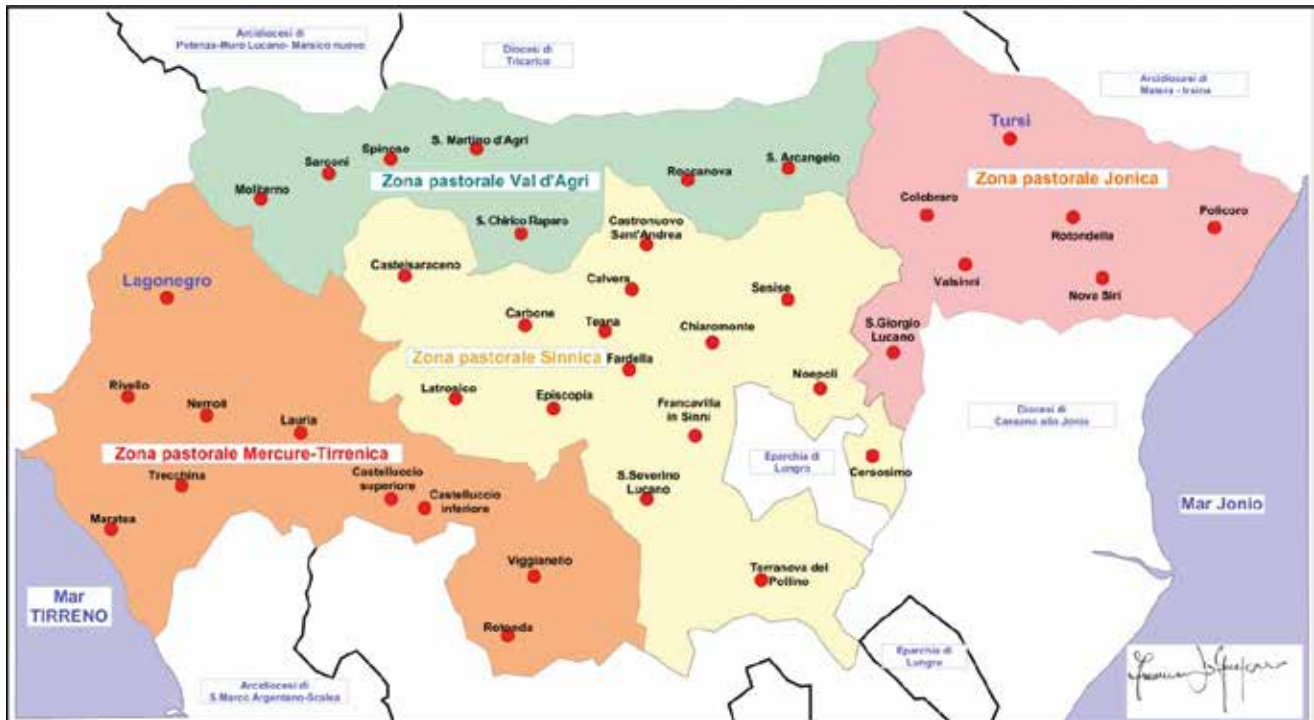 Arcidiocesi di
Potenza-Muro Lucano- Marsico nuovo
Diocesi di
Tricarico
Arcidiocesi di
Matera - Irsina
Tursi
S. Martino d'Agri
Spinoso
Sarconi
S. Arcangelo
Roccanova
Zona pastorale Val d'Agri
Zona pastorale Jonica
Moliterno
Colobraro
Policoro
S. Chirico Raparo
Castronuovo
Sant'Andrea
Rotondella
Castelsaraceno
Lagonegro
Calvera
Senise
Valsinni
Nova Siri
Carbone
Teana
Chiaromonte
S.Giorgio
Lucano
Zona pastorale Sinnica
Fardella
Noepoli
Rivello
Nemoli
Latronico
Episcopia
Francavilla
in Sinni
Diocesi di
Cassano allo Jonio
Lauria
Zona pastorale Mercure-Tirrenica
Eparchia di
Lungro
Cersosimo
Trecchina
Castelluccio
superiore
Castelluccio
inferiore
S.Severino
Lucano
Mar Jonio
Maratea
Viggianello
Terranova del
Pollino
Mar
TIRRENO
Rotonda
Eparchia di
Lungro
Arcidiocesi di
S Marco Argentano-Scalea